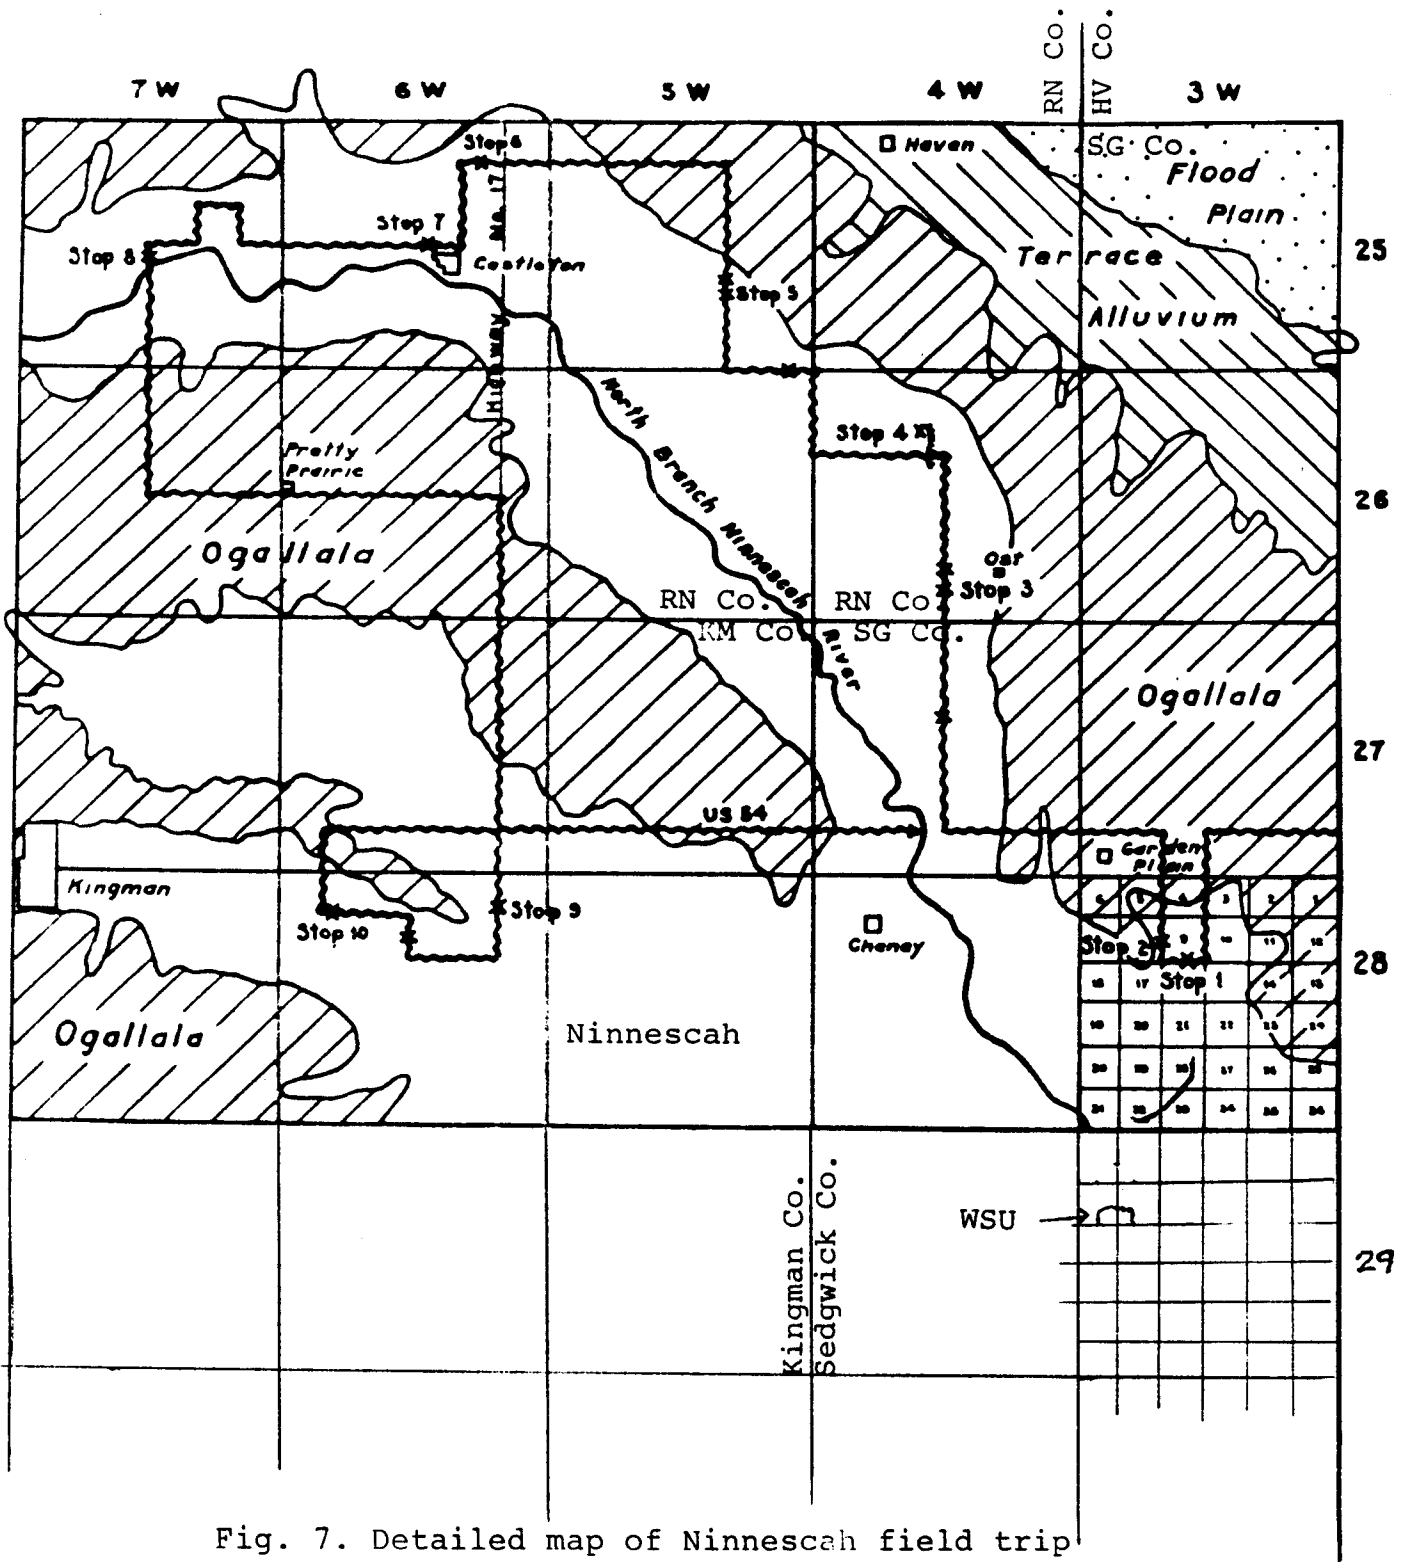 RN Co.
HV Co.
7 W
6 W
5 W
4 W
3 W
Stop 6
Haven
SG Co.
Flood
Plain
No. 17
Stop 7
Stop 8
Castleton
Terrace
25
Stop 5
Alluvium
Highway
North Branch Ninnescah River
Stop 4
Pretty
Prairie
26
Ogallala
Ost
Stop 3
RN Co.
RN Co.
KM Co.
SG Co.
Ogallala
27
US 54
Garden
Plain
Kingman
Stop 9
Stop 10
Cheney
Stop 2
Stop 1
28
Ogallala
Ninnescah
Kingman Co.
Sedgwick Co.
WSU
29
Fig. 7. Detailed map of Ninnescah field trip